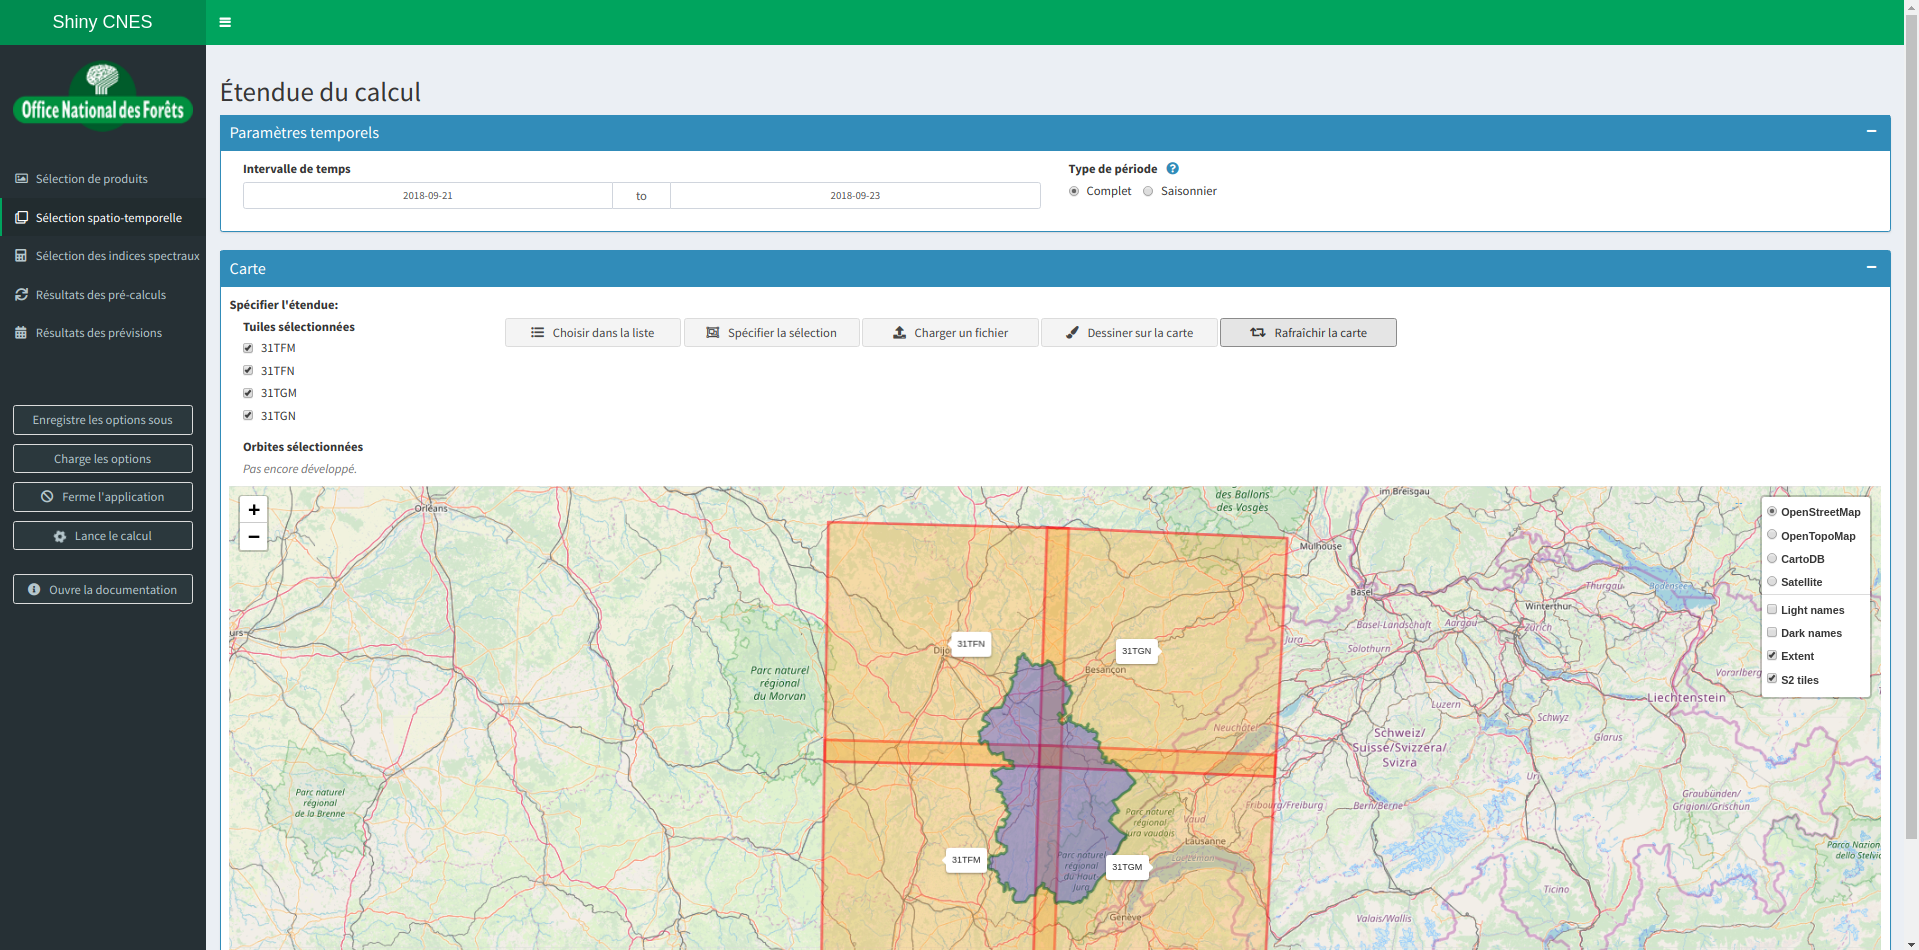 Shiny CNES
Office National des Forêts
Sélection de produits
Sélection spatio-temporelle
Sélection des indices spectraux
Résultats des pré-calculs
Résultats des prévisions
Enregistre les options sous
Charge les options
Ferme l'application
Lance le calcul
Ouvre la documentation
Étendue du calcul
Paramètres temporels
Intervalle de temps
2018-09-21 to 2018-09-23
Type de période
Complet Saisonnier
Carte
Spécifier l'étendue:
Tuiles sélectionnées
31TFM
31TFN
31TGM
31TGN
Choisir dans la liste
Spécifier la sélection
Charger un fichier
Dessiner sur la carte
Rafraîchir la carte
Orbites sélectionnées
Pas encore développé.
+
−
OpenStreetMap
OpenTopoMap
CartoDB
Satellite
Light names
Dark names
Extent
S2 tiles
Orléans
des Ballons
des Vosges
im Breisgau
Mulhouse
Basel
Thurgau
Bodensee
Winterthur
Zürich
Aargau
Basel-Landschaft
Jura
Solothurn
31TFN
31TGN
Besançon
Parc naturel
régional
du Morvan
Vorarlberg
Liechtenstein
Luzern
Schwyz
Glarus
Neuchâtel
Schweiz/
Suisse/Svizzera/
Svizra
Uri
Parc naturel
régional
de la Brenne
Graubünden/
Grigioni/Grischun
Fribourg/Freiburg
Bern/Berne
Parc naturel
régional
Jura vaudois
Vaud
Lausanne
Lac Léman
31TFM
31TGM
Parc naturel
régional
du Haut-
Jura
Genève
Ticino
Valais/Wallis
Parco Nazion
dello Stelvi